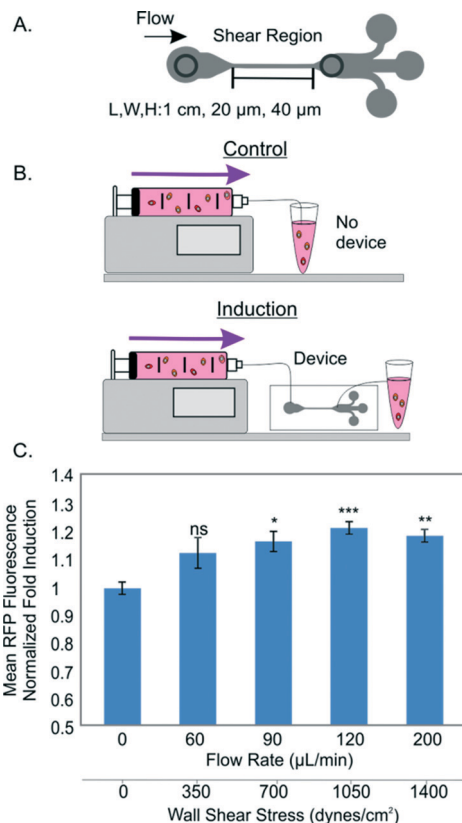 A.
Flow
Shear Region
L,W,H:1 cm, 20 µm, 40 µm
B.
Control
No
device
Induction
Device
C.
Mean RFP Fluorescence
Normalized Fold Induction
1.4
1.3
1.2
1.1
1
0.9
0.8
0.7
0.6
0.5
ns
*
***
**
0 60 90 120 200
Flow Rate (µL/min)
0 350 700 1050 1400
Wall Shear Stress (dynes/cm²)